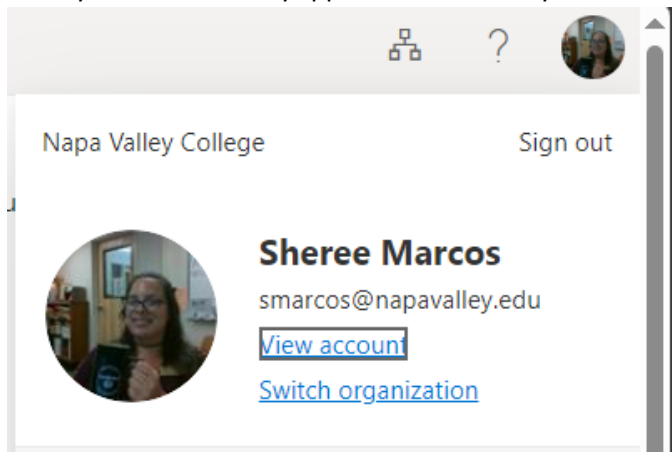 ?
Napa Valley College
Sign out
Sheree Marcos
smarcos@napavalley.edu
View account
Switch organization